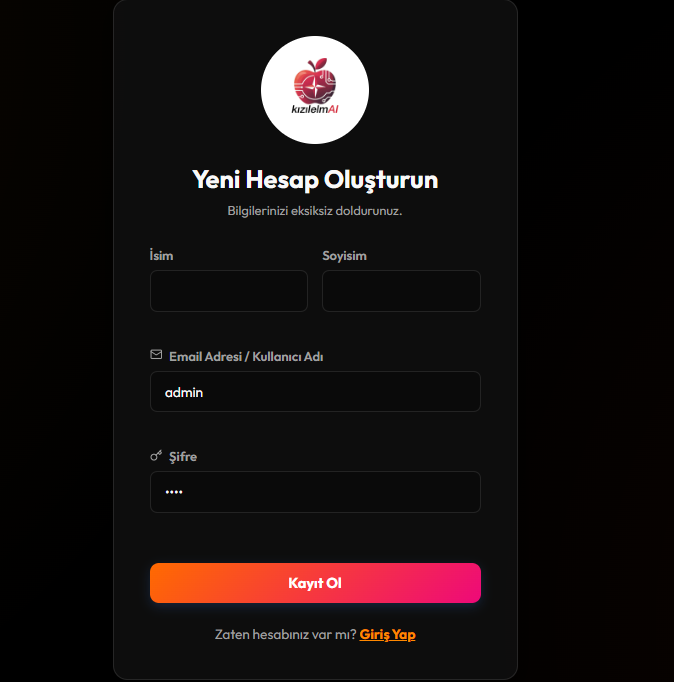 kızılelmAI
Yeni Hesap Oluşturun
Bilgilerinizi eksiksiz doldurunuz.
İsim
Soyisim
Email Adresi / Kullanıcı Adı
admin
Şifre
••••
Kayıt Ol
Zaten hesabınız var mı? Giriş Yap